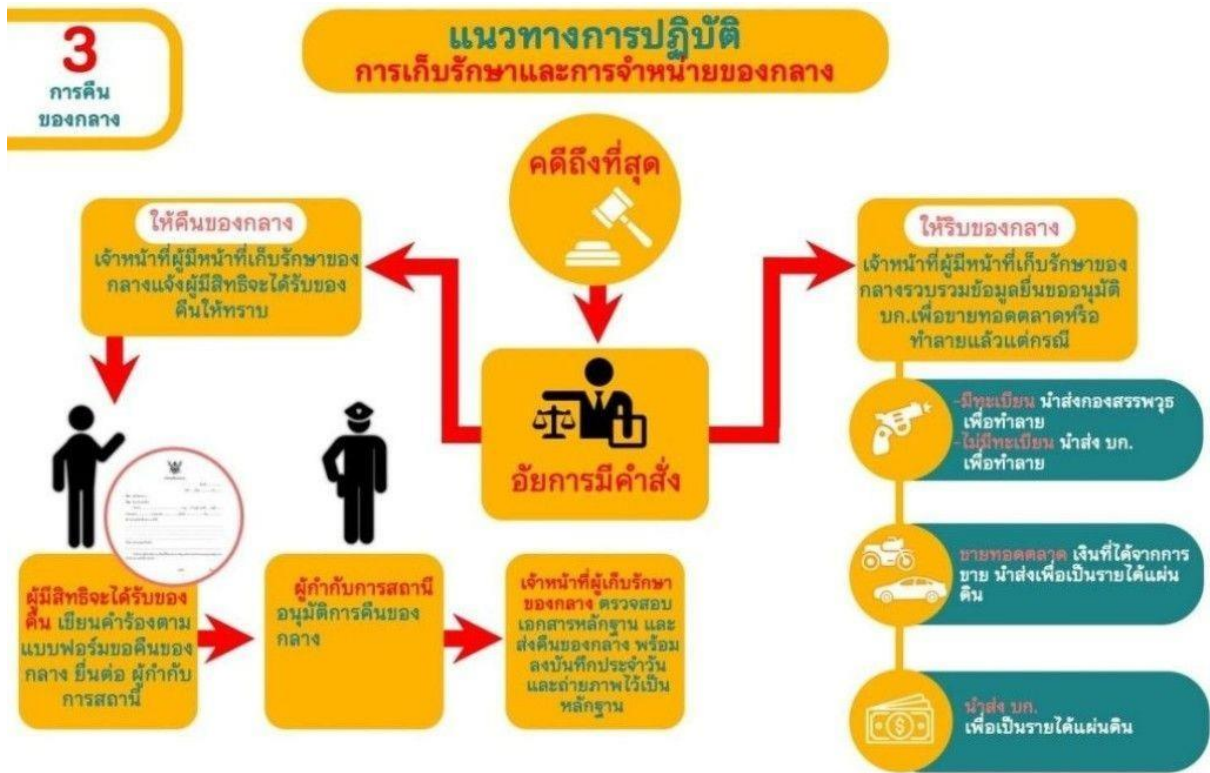 3
การคืน
ของกลาง
แนวทางการปฏิบัติ
การเก็บรักษาและการจำหน่ายของกลาง
คดีถึงที่สุด
ให้คืนของกลาง
เจ้าหน้าที่ผู้มีหน้าที่เก็บรักษาของ
กลางแจ้งผู้มีสิทธิจะได้รับของ
คืนให้ทราบ
อัยการมีคำสั่ง
ให้ริบของกลาง
เจ้าหน้าที่ผู้มีหน้าที่เก็บรักษาของ
กลางรวบรวมข้อมูลยื่นขออนุมัติ
บก.เพื่อขายทอดตลาดหรือ
ทำลายแล้วแต่กรณี
ผู้มีสิทธิจะได้รับของ
คืน เขียนคำร้องตาม
แบบฟอร์มขอคืนของ
กลาง ยื่นต่อ ผู้กำกับ
การสถานี
ผู้กำกับการสถานี
อนุมัติการคืนของ
กลาง
เจ้าหน้าที่ผู้เก็บรักษา
ของกลาง ตรวจสอบ
เอกสารหลักฐาน และ
ส่งคืนของกลาง พร้อม
ลงบันทึกประจำวัน
และถ่ายภาพไว้เป็น
หลักฐาน
-มีทะเบียน นำส่งกองสรรพวุธ
เพื่อทำลาย
-ไม่มีทะเบียน นำส่ง บก.
เพื่อทำลาย
ขายทอดตลาด เงินที่ได้จากการ
ขาย นำส่งเพื่อเป็นรายได้แผ่น
ดิน
นำส่ง บก.
เพื่อเป็นรายได้แผ่นดิน